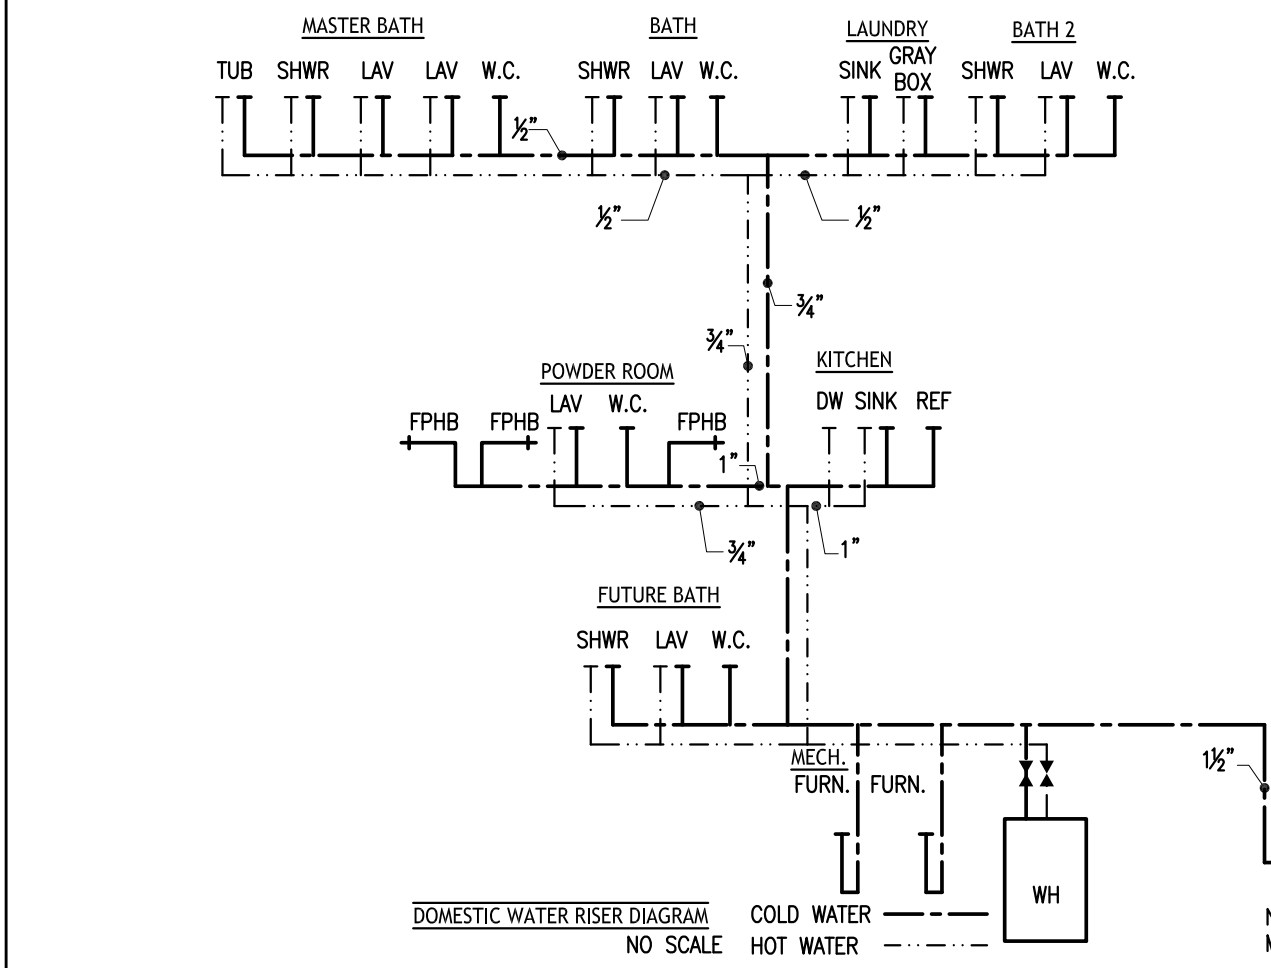 MASTER BATH
BATH
LAUNDRY
BATH 2
TUB SHWR LAV LAV W.C.
SHWR LAV W.C.
SINK GRAY BOX
SHWR LAV W.C.
½"
½"
½"
¾"
¾"
POWDER ROOM
KITCHEN
FPHB FPHB LAV W.C. FPHB
DW SINK REF
1"
¾"
1"
FUTURE BATH
SHWR LAV W.C.
MECH.
FURN. FURN.
1½"
WH
DOMESTIC WATER RISER DIAGRAM
NO SCALE
COLD WATER
HOT WATER